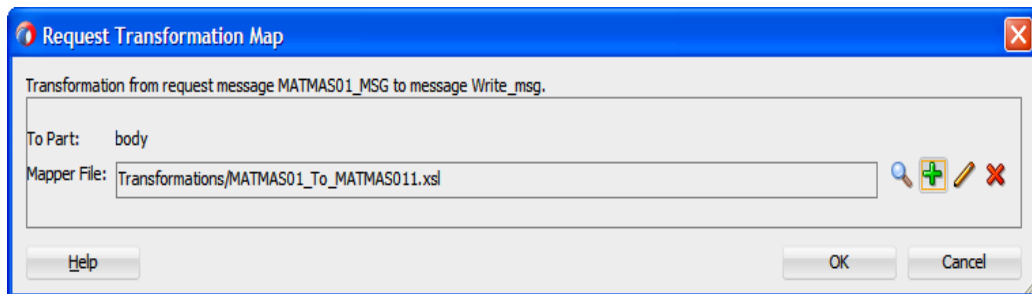 Request Transformation Map
Transformation from request message MATMAS01_MSG to message Write_msg.
To Part: body
Mapper File: Transformations/MATMAS01_To_MATMAS011.xsl
Help OK Cancel